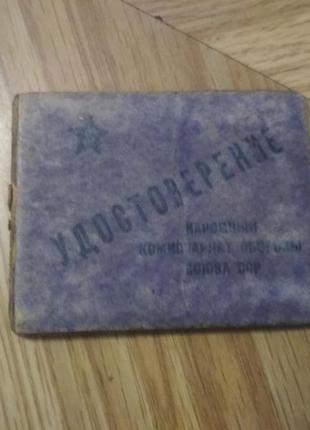 УДОСТОВЕРЕНИЕ
НАРОДНЫЙ
КОМИССАРИАТ ОБОРОНЫ
СОЮЗА ССР